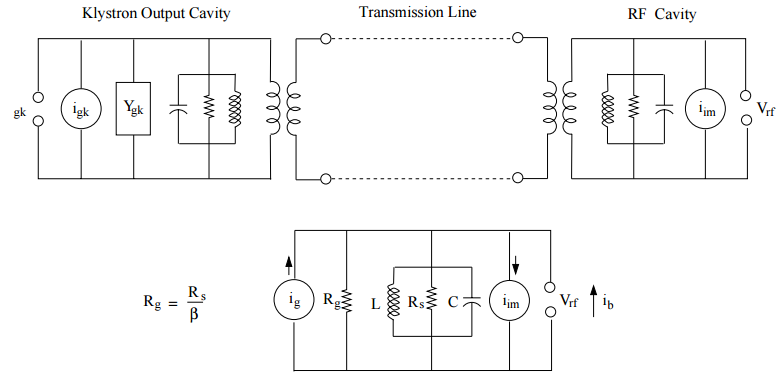 Klystron Output Cavity
Transmission Line
RF Cavity
gk
igk
Ygk
iim
Vrf
Rg = Rs
β
ig
Rg
L
Rs
C
iim
Vrf
ib